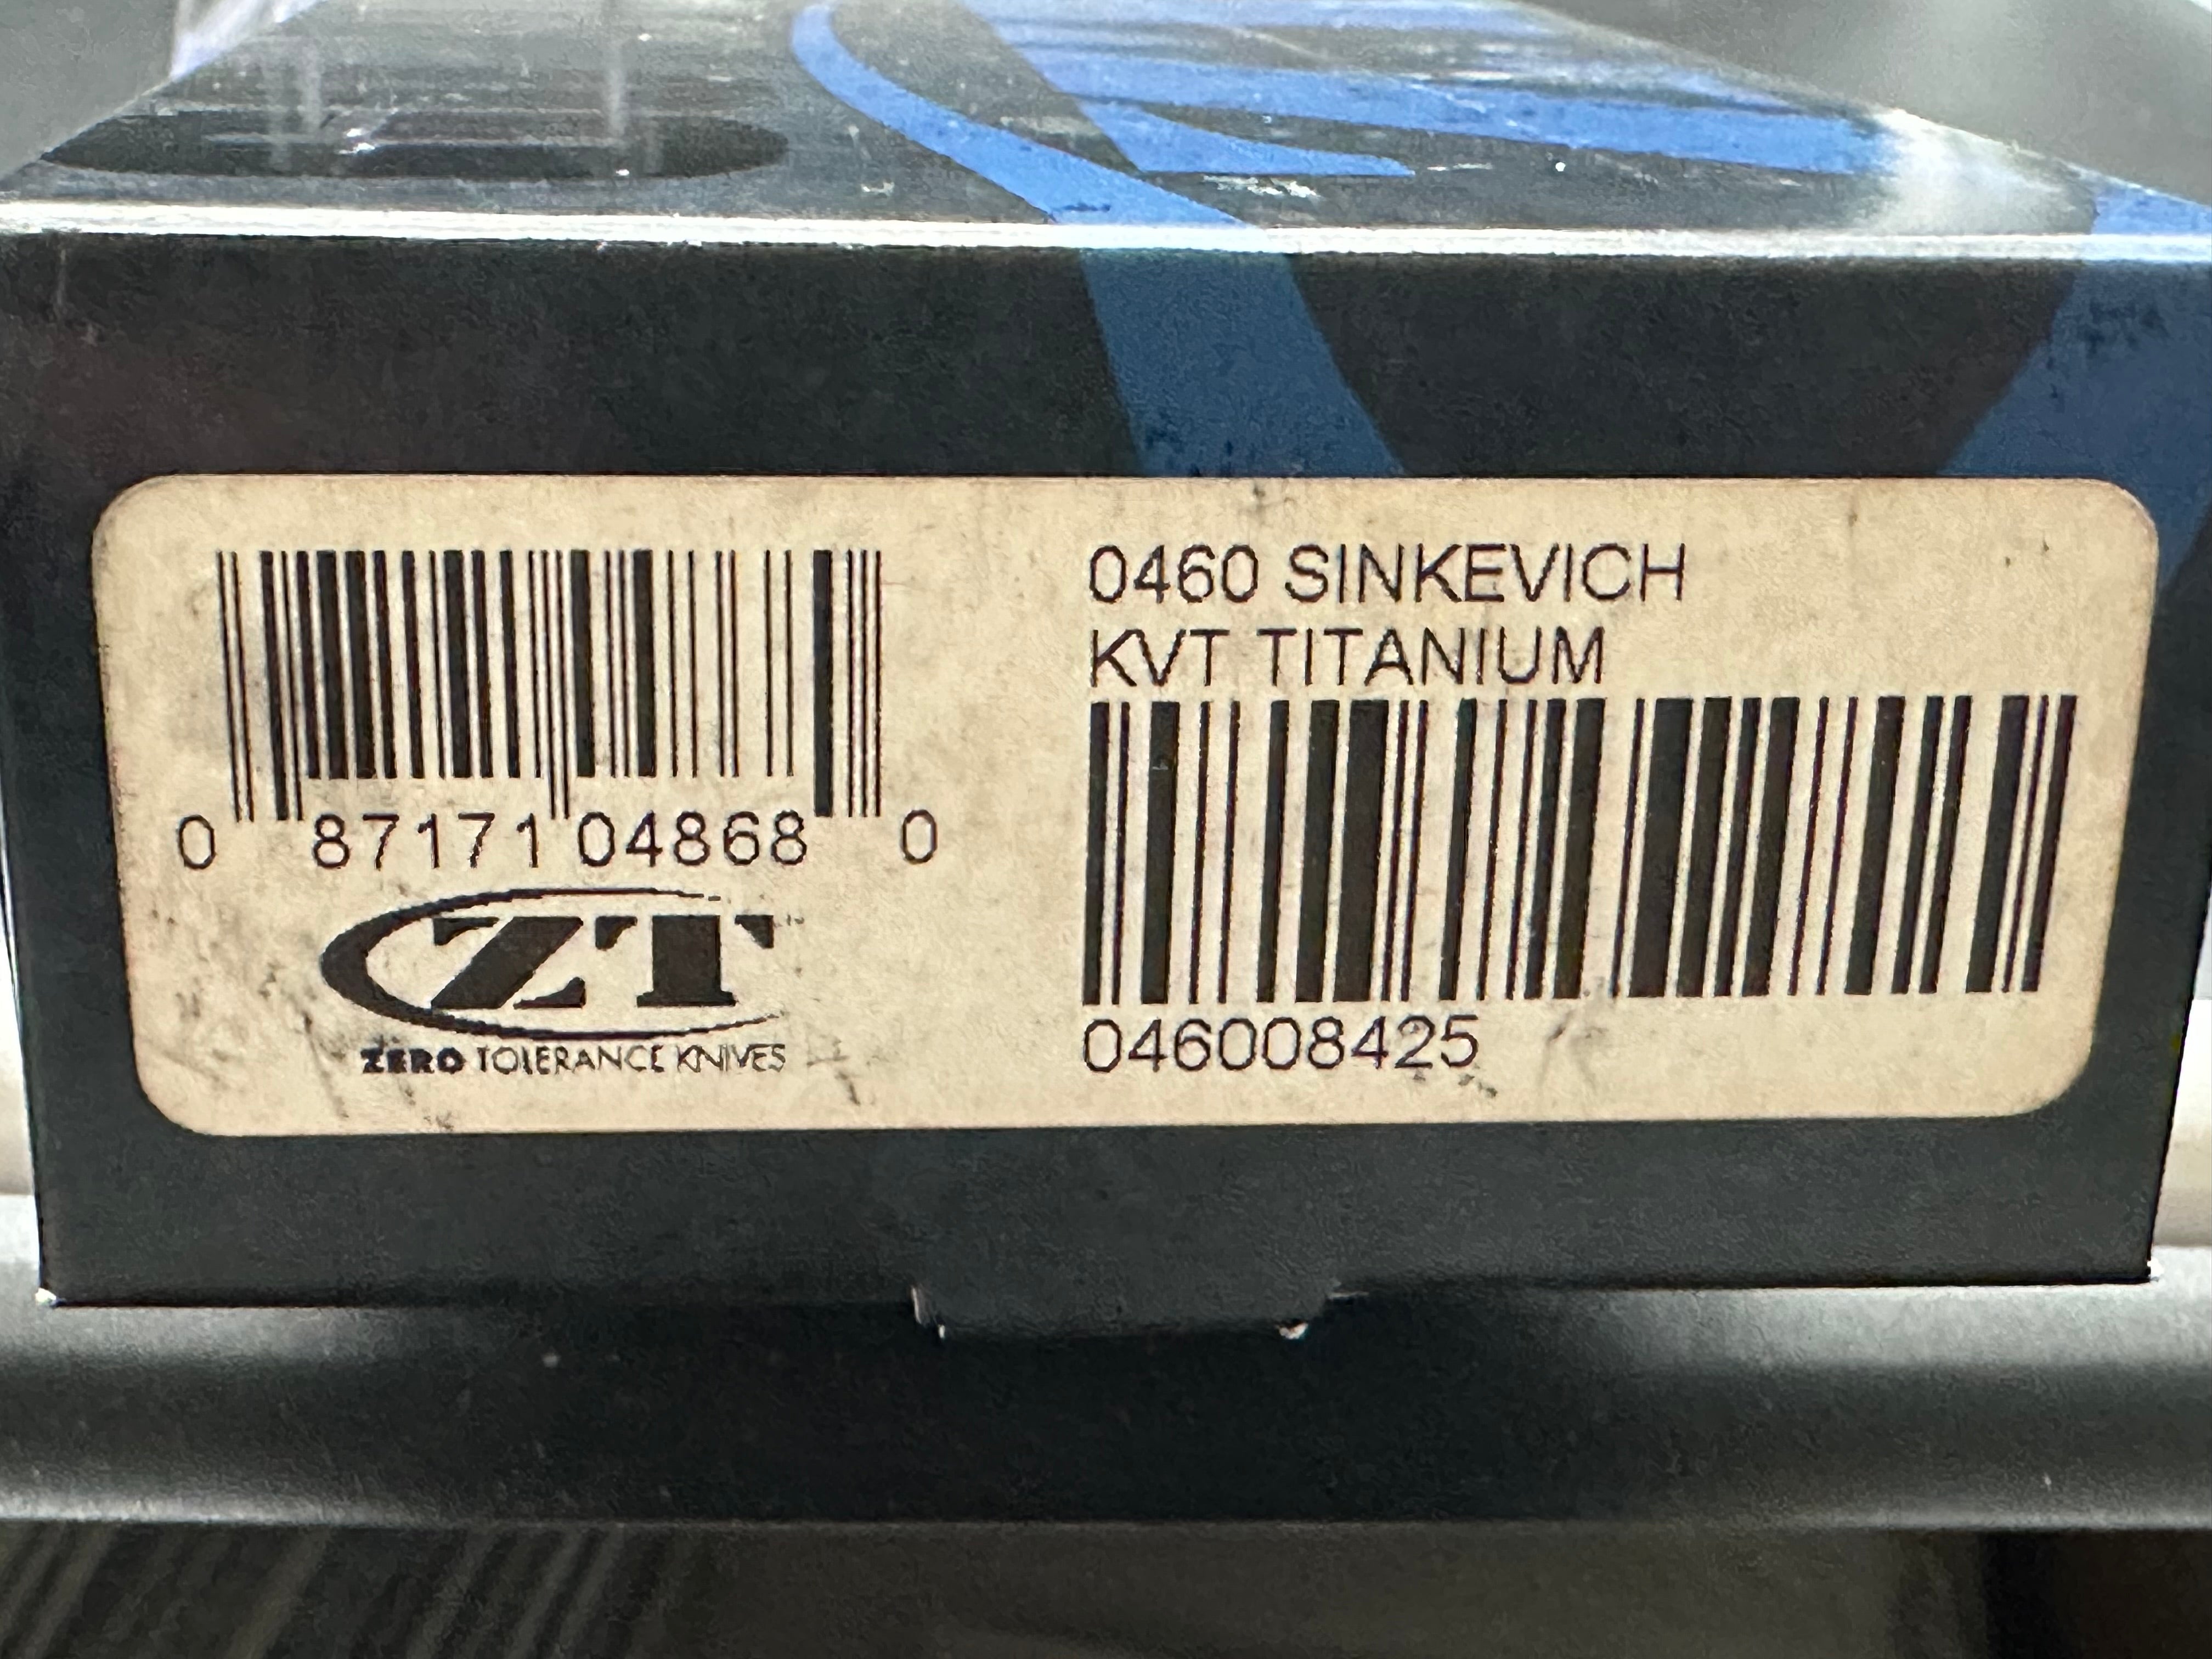 0 87171 04868 0
ZT
ZERO TOLERANCE KNIVES
0460 SINKEVICH
KVT TITANIUM
046008425